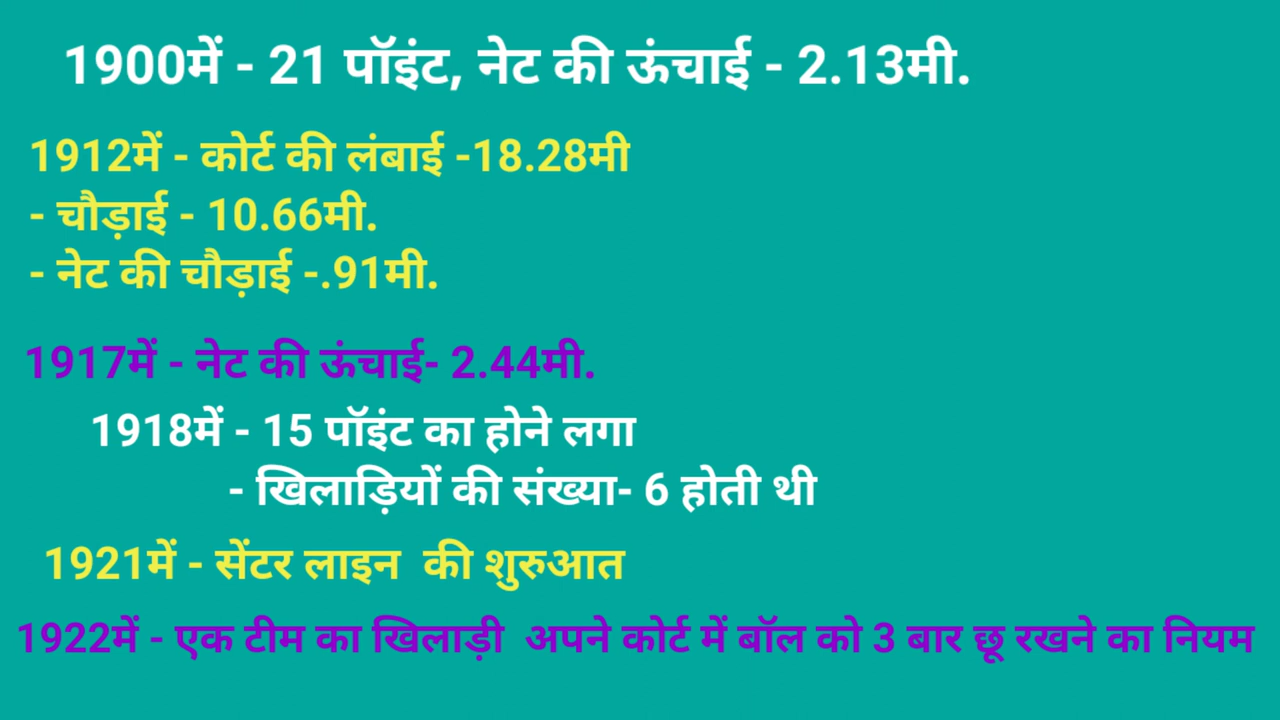 1900में - 21 पॉइंट, नेट की ऊंचाई - 2.13मी.
1912में - कोर्ट की लंबाई -18.28मी
- चौड़ाई - 10.66मी.
- नेट की चौड़ाई -.91मी.
1917में - नेट की ऊंचाई- 2.44मी.
1918में - 15 पॉइंट का होने लगा
- खिलाड़ियों की संख्या- 6 होती थी
1921में - सेंटर लाइन की शुरुआत
1922में - एक टीम का खिलाड़ी अपने कोर्ट में बॉल को 3 बार छू रखने का नियम